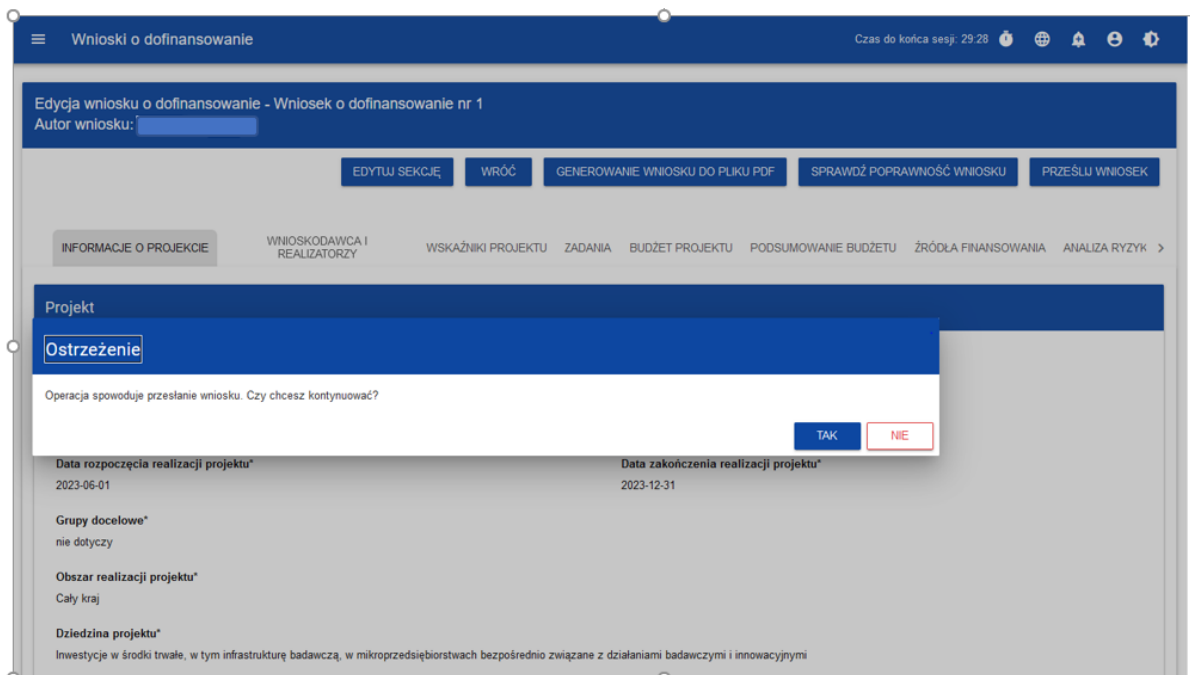 Wnioski o dofinansowanie
Czas do końca sesji: 29:28
Edycja wniosku o dofinansowanie - Wniosek o dofinansowanie nr 1
Autor wniosku:
EDYTUJ SEKCJĘ
WRÓĆ
GENEROWANIE WNIOSKU DO PLIKU PDF
SPRAWDŹ POPRAWNOŚĆ WNIOSKU
PRZEŚLIJ WNIOSEK
INFORMACJE O PROJEKCIE
WNIOSKODAWCA I
REALIZATORZY
WSKAŹNIKI PROJEKTU
ZADANIA
BUDŻET PROJEKTU
PODSUMOWANIE BUDŻETU
ŹRÓDŁA FINANSOWANIA
ANALIZA RYZYK
Projekt
Ostrzeżenie
Operacja spowoduje przesłanie wniosku. Czy chcesz kontynuować?
TAK
NIE
Data rozpoczęcia realizacji projektu*
Data zakończenia realizacji projektu*
2023-06-01
2023-12-31
Grupy docelowe*
nie dotyczy
Obszar realizacji projektu*
Cały kraj
Dziedzina projektu*
Inwestycje w środki trwałe, w tym infrastrukturę badawczą, w mikroprzedsiębiorstwach bezpośrednio związane z działaniami badawczymi i innowacyjnymi